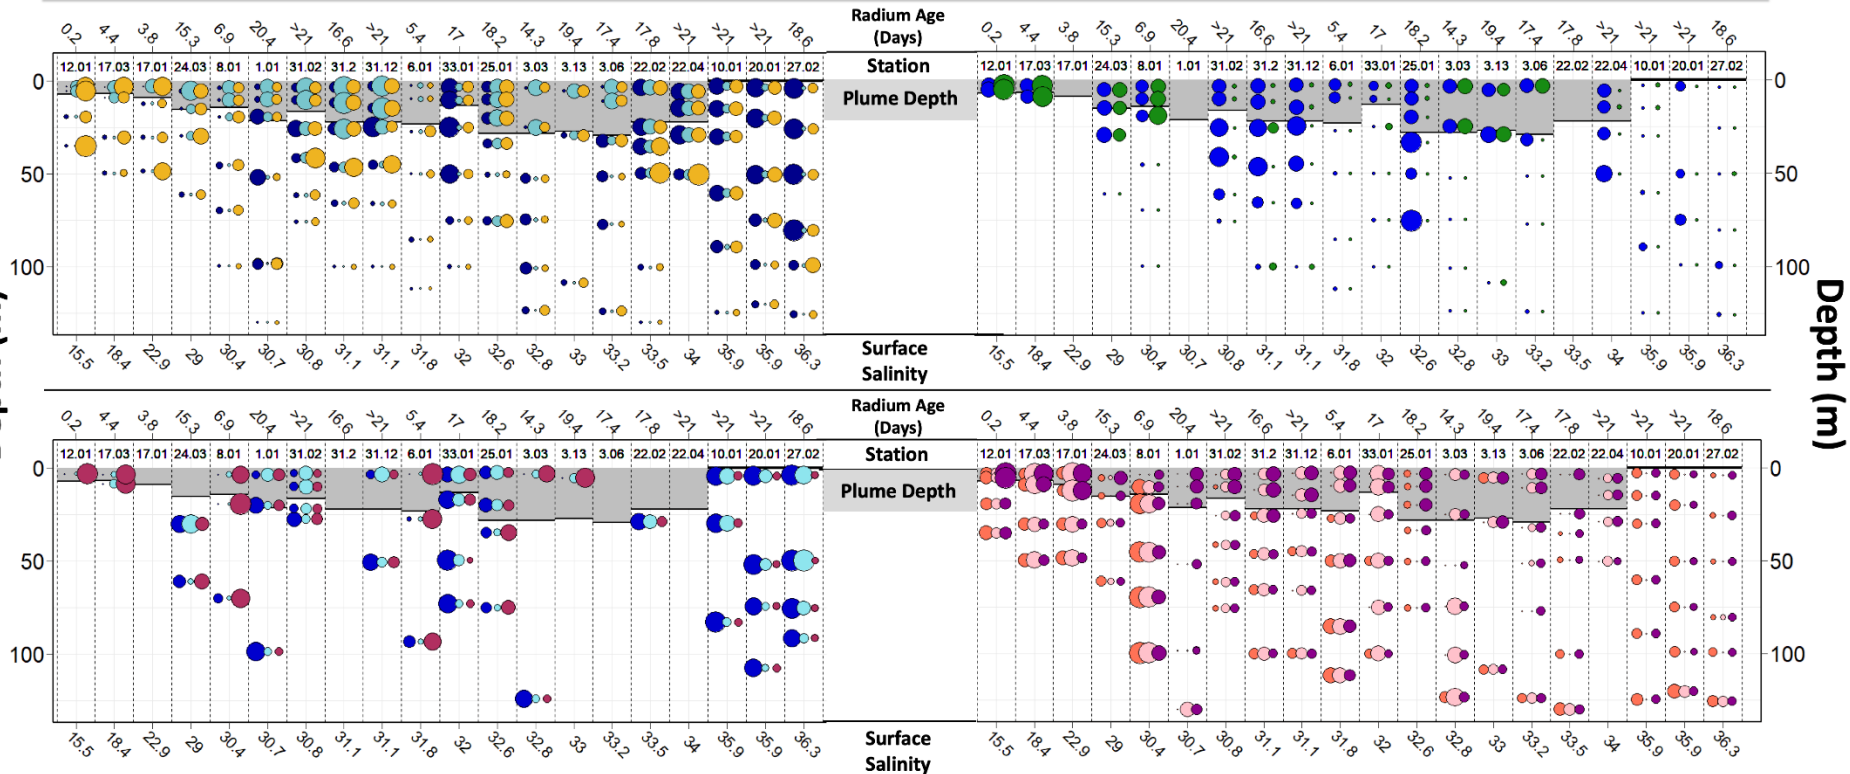 0.2 4.4 3.8 15.3 6.9 20.4 >21 16.6 >21 5.4 17 18.2 14.3 19.4 17.4 17.8 >21 >21 >21 18.6 Radium Age 0.2 4.4 3.8 15.3 6.9 20.4 >21 16.6 >21 5.4 17 18.2 14.3 19.4 17.4 17.8 >21 >21 >21 18.6
(Days)
12.01 17.03 17.01 24.03 8.01 1.01 31.02 31.2 31.12 6.01 33.01 25.01 3.03 3.13 3.06 22.02 22.04 10.01 20.01 27.02 Station 12.01 17.03 17.01 24.03 8.01 1.01 31.02 31.2 31.12 6.01 33.01 25.01 3.03 3.13 3.06 22.02 22.04 10.01 20.01 27.02
0 0
Plume Depth
50 50
100 100
15.5 18.4 22.9 29 30.4 30.7 30.8 31.1 31.1 31.8 32 32.6 32.8 33 33.2 33.5 34 35.9 35.9 36.3 Surface 15.5 18.4 22.9 29 30.4 30.7 30.8 31.1 31.1 31.8 32 32.6 32.8 33 33.2 33.5 34 35.9 35.9 36.3
Salinity
Depth (m)
0.2 4.4 3.8 15.3 6.9 20.4 >21 16.6 >21 5.4 17 18.2 14.3 19.4 17.4 17.8 >21 >21 >21 18.6 Radium Age 0.2 4.4 3.8 15.3 6.9 20.4 >21 16.6 >21 5.4 17 18.2 14.3 19.4 17.4 17.8 >21 >21 >21 18.6
(Days)
12.01 17.03 17.01 24.03 8.01 1.01 31.02 31.2 31.12 6.01 33.01 25.01 3.03 3.13 3.06 22.02 22.04 10.01 20.01 27.02 Station 12.01 17.03 17.01 24.03 8.01 1.01 31.02 31.2 31.12 6.01 33.01 25.01 3.03 3.13 3.06 22.02 22.04 10.01 20.01 27.02
0 0
Plume Depth
50 50
100 100
15.5 18.4 22.9 29 30.4 30.7 30.8 31.1 31.1 31.8 32 32.6 32.8 33 33.2 33.5 34 35.9 35.9 36.3 Surface 15.5 18.4 22.9 29 30.4 30.7 30.8 31.1 31.1 31.8 32 32.6 32.8 33 33.2 33.5 34 35.9 35.9 36.3
Salinity